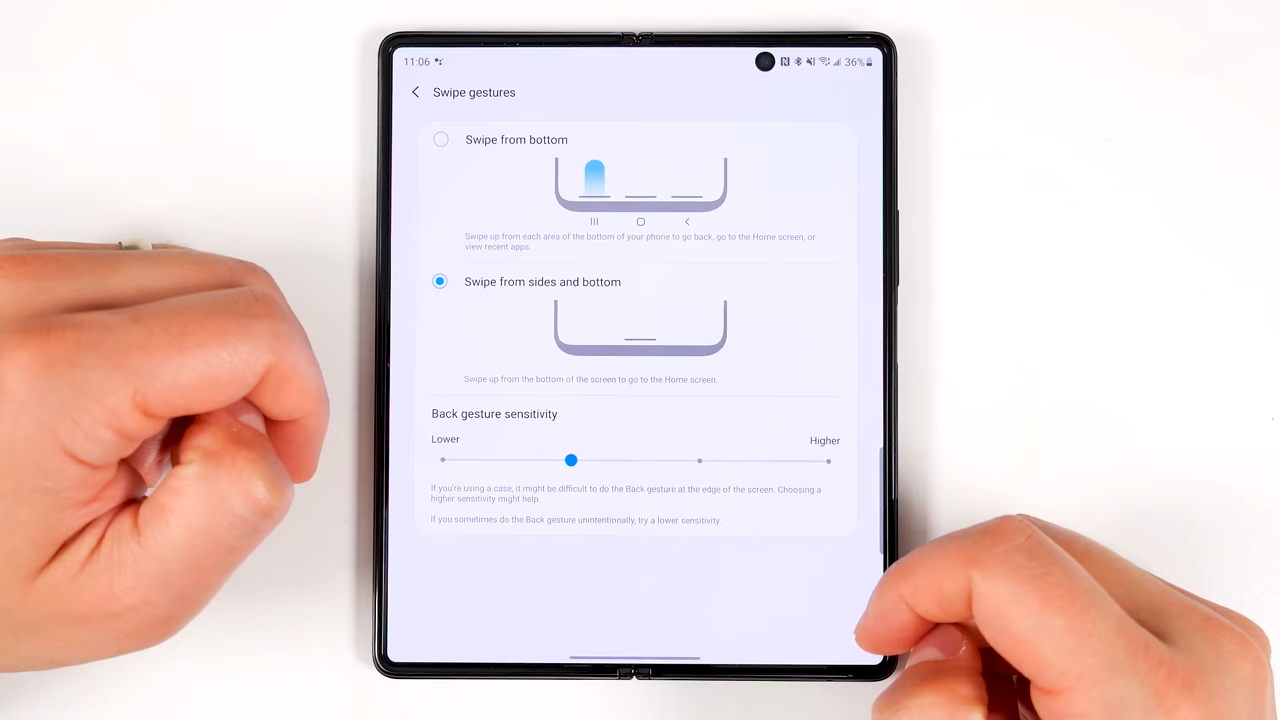 11:06
36%
Swipe gestures
Swipe from bottom
Swipe up from each area of the bottom of your phone to go back, go to the Home screen, or
view recent apps.
Swipe from sides and bottom
Swipe up from the bottom of the screen to go to the Home screen.
Back gesture sensitivity
Lower
Higher
If you're using a case, it might be difficult to do the Back gesture at the edge of the screen. Choosing a
higher sensitivity might help.
If you sometimes do the Back gesture unintentionally, try a lower sensitivity.